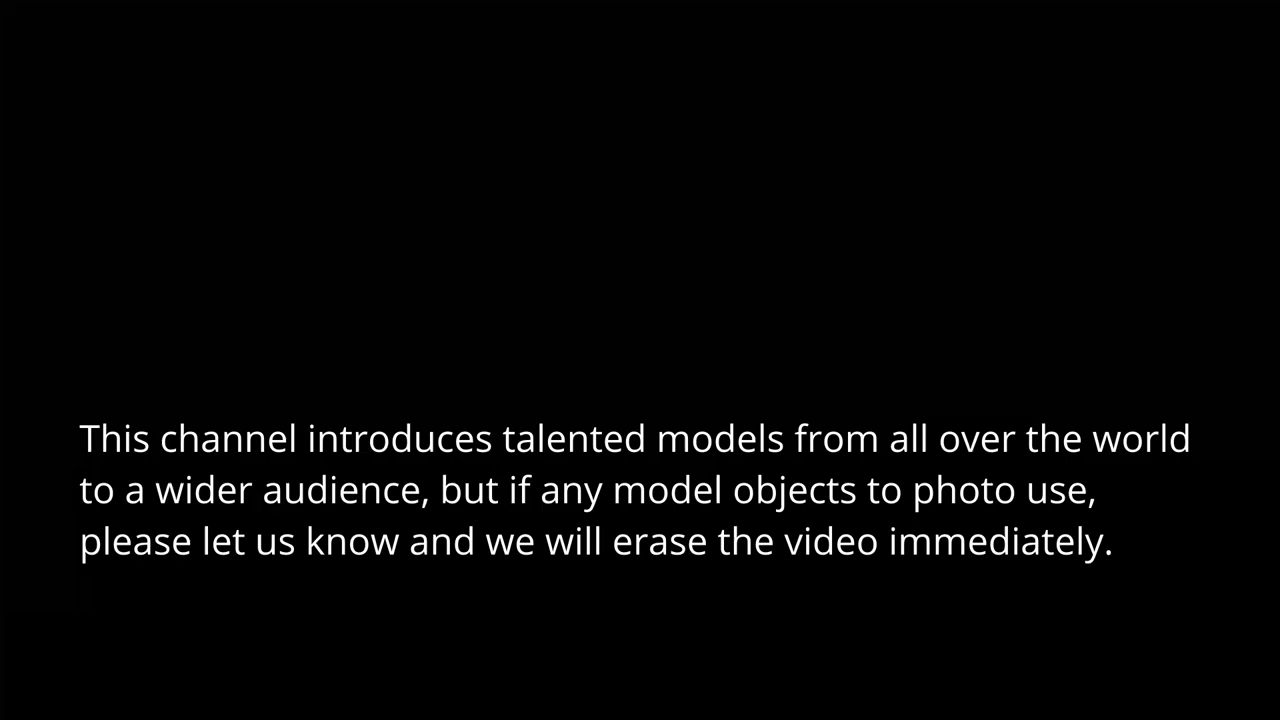 This channel introduces talented models from all over the world
to a wider audience, but if any model objects to photo use,
please let us know and we will erase the video immediately.